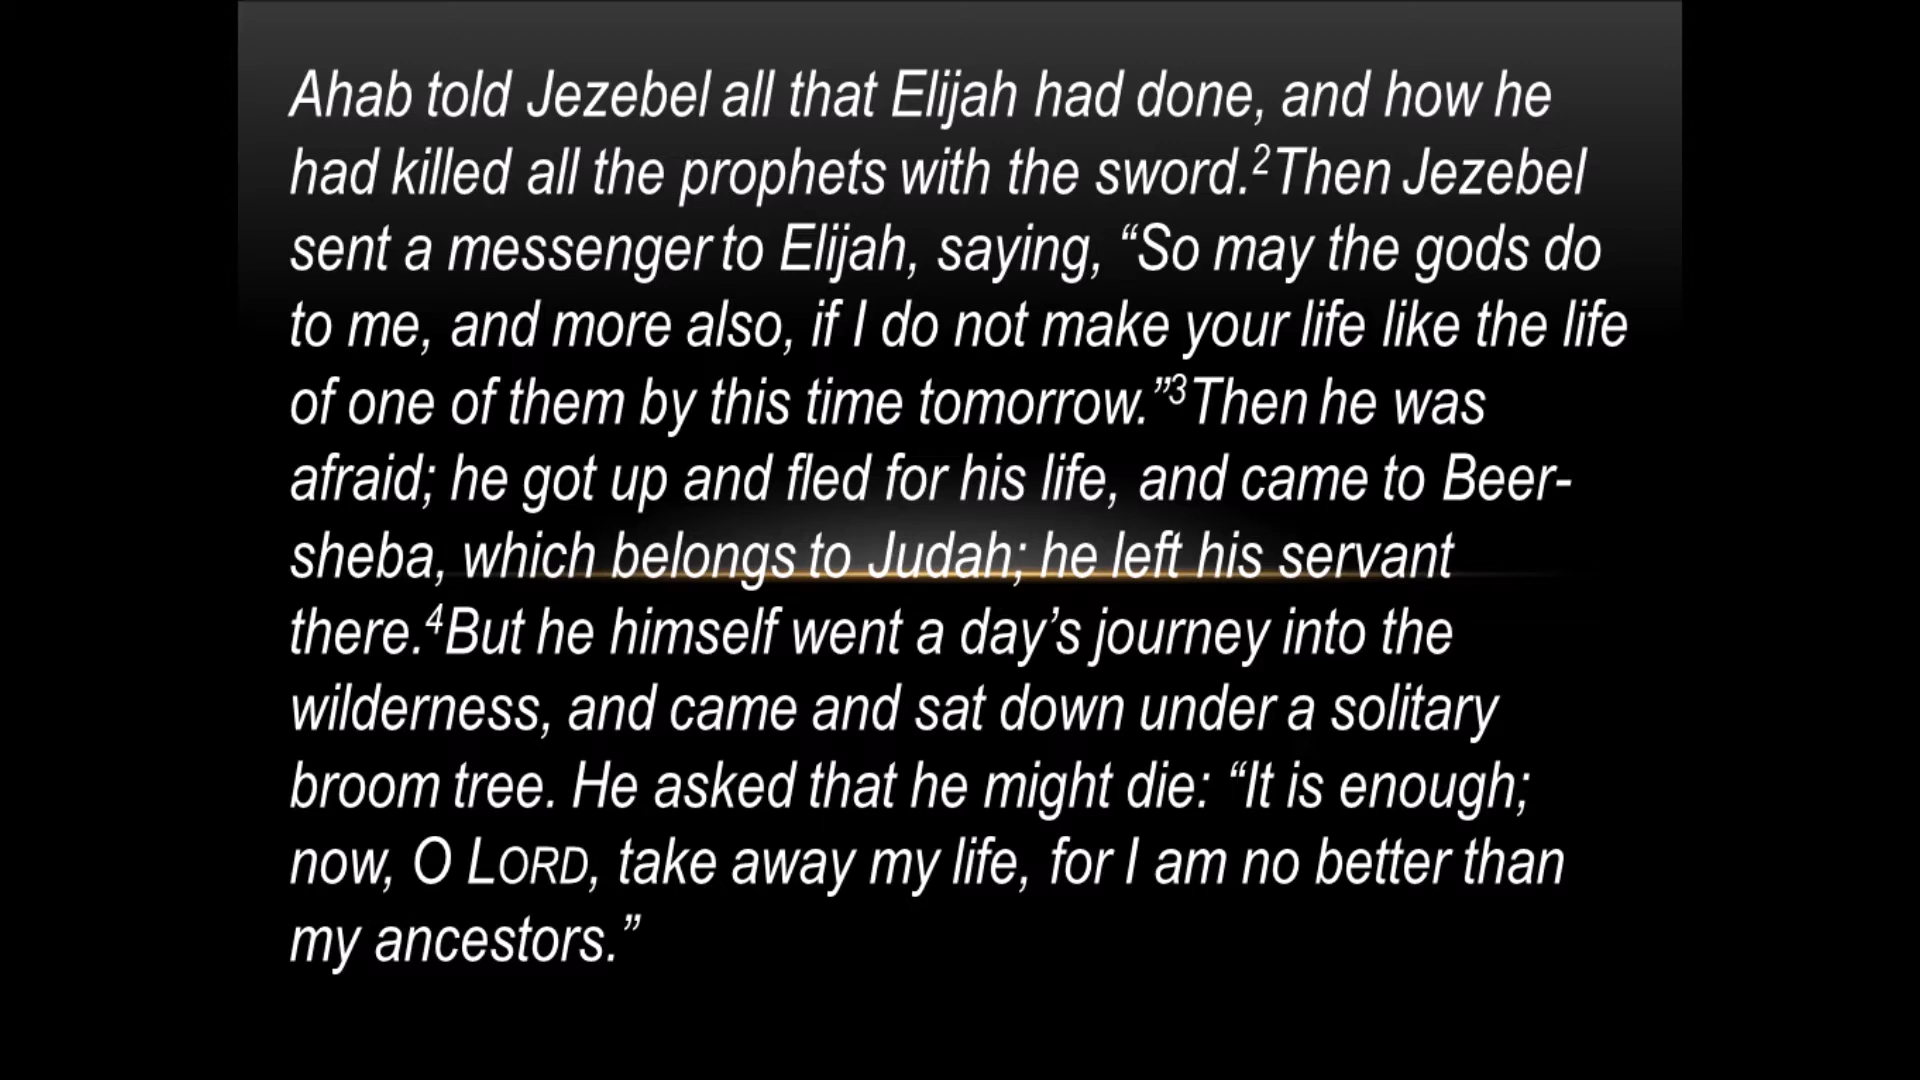 Ahab told Jezebel all that Elijah had done, and how he
had killed all the prophets with the sword.²Then Jezebel
sent a messenger to Elijah, saying, “So may the gods do
to me, and more also, if I do not make your life like the life
of one of them by this time tomorrow.”³Then he was
afraid; he got up and fled for his life, and came to Beer-
sheba, which belongs to Judah; he left his servant
there.⁴But he himself went a day’s journey into the
wilderness, and came and sat down under a solitary
broom tree. He asked that he might die: “It is enough;
now, O LORD, take away my life, for I am no better than
my ancestors.”